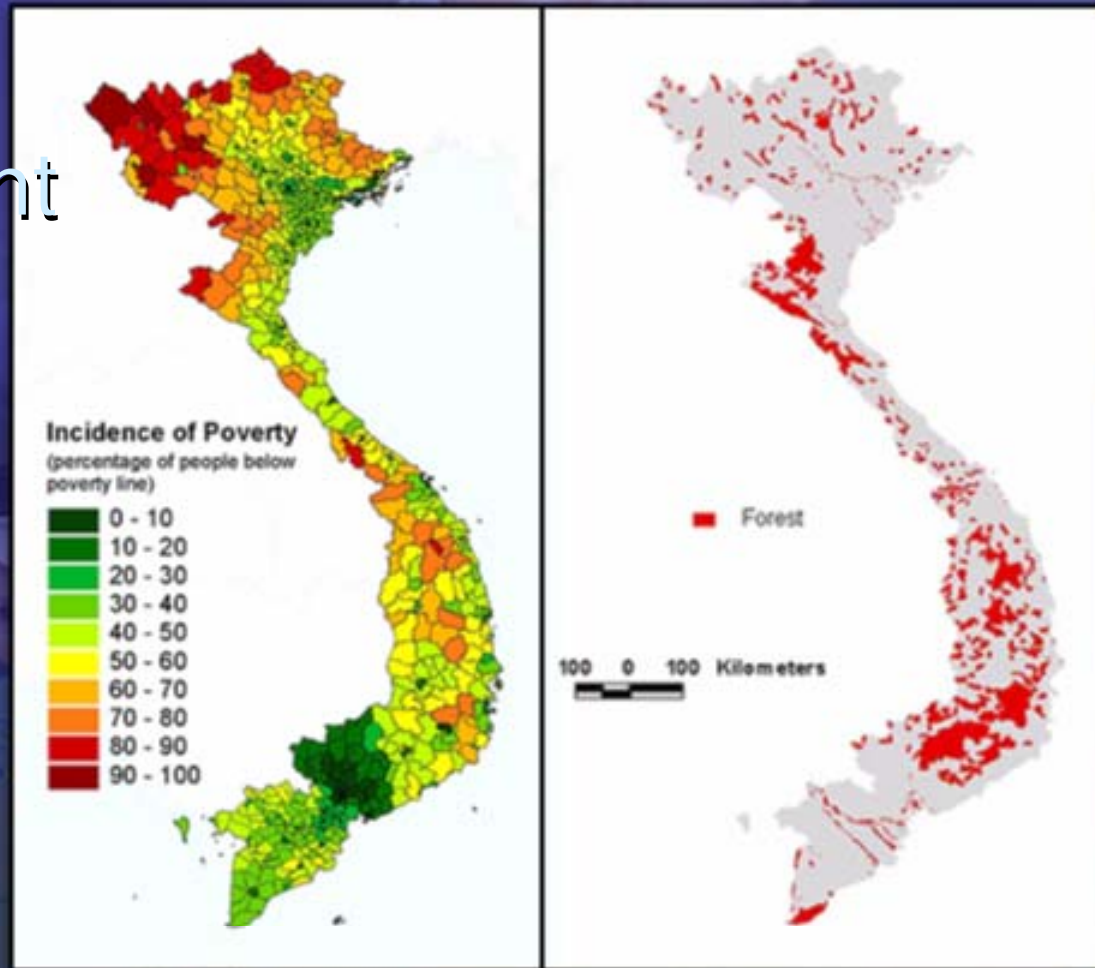 nt
Incidence of Poverty
(percentage of people below
poverty line)
0 - 10
10 - 20
20 - 30
30 - 40
40 - 50
50 - 60
60 - 70
70 - 80
80 - 90
90 - 100
Forest
100 0 100 Kilometers